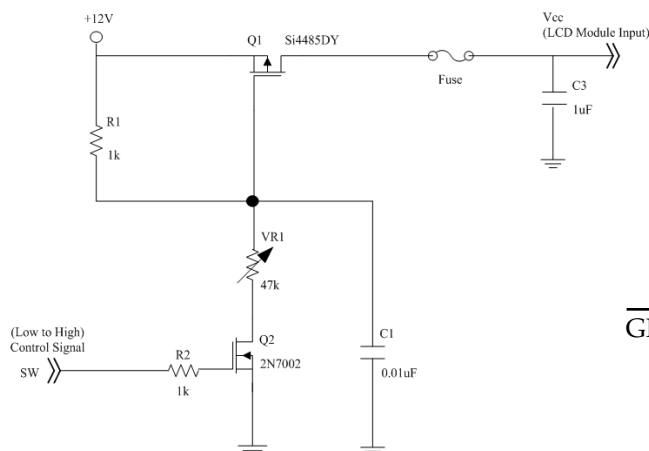 +12V
Q1
Si4485DY
Vcc
(LCD Module Input)
Fuse
C3
1uF
R1
1k
VR1
47k
(Low to High)
Control Signal
SW
R2
1k
Q2
2N7002
C1
0.01uF